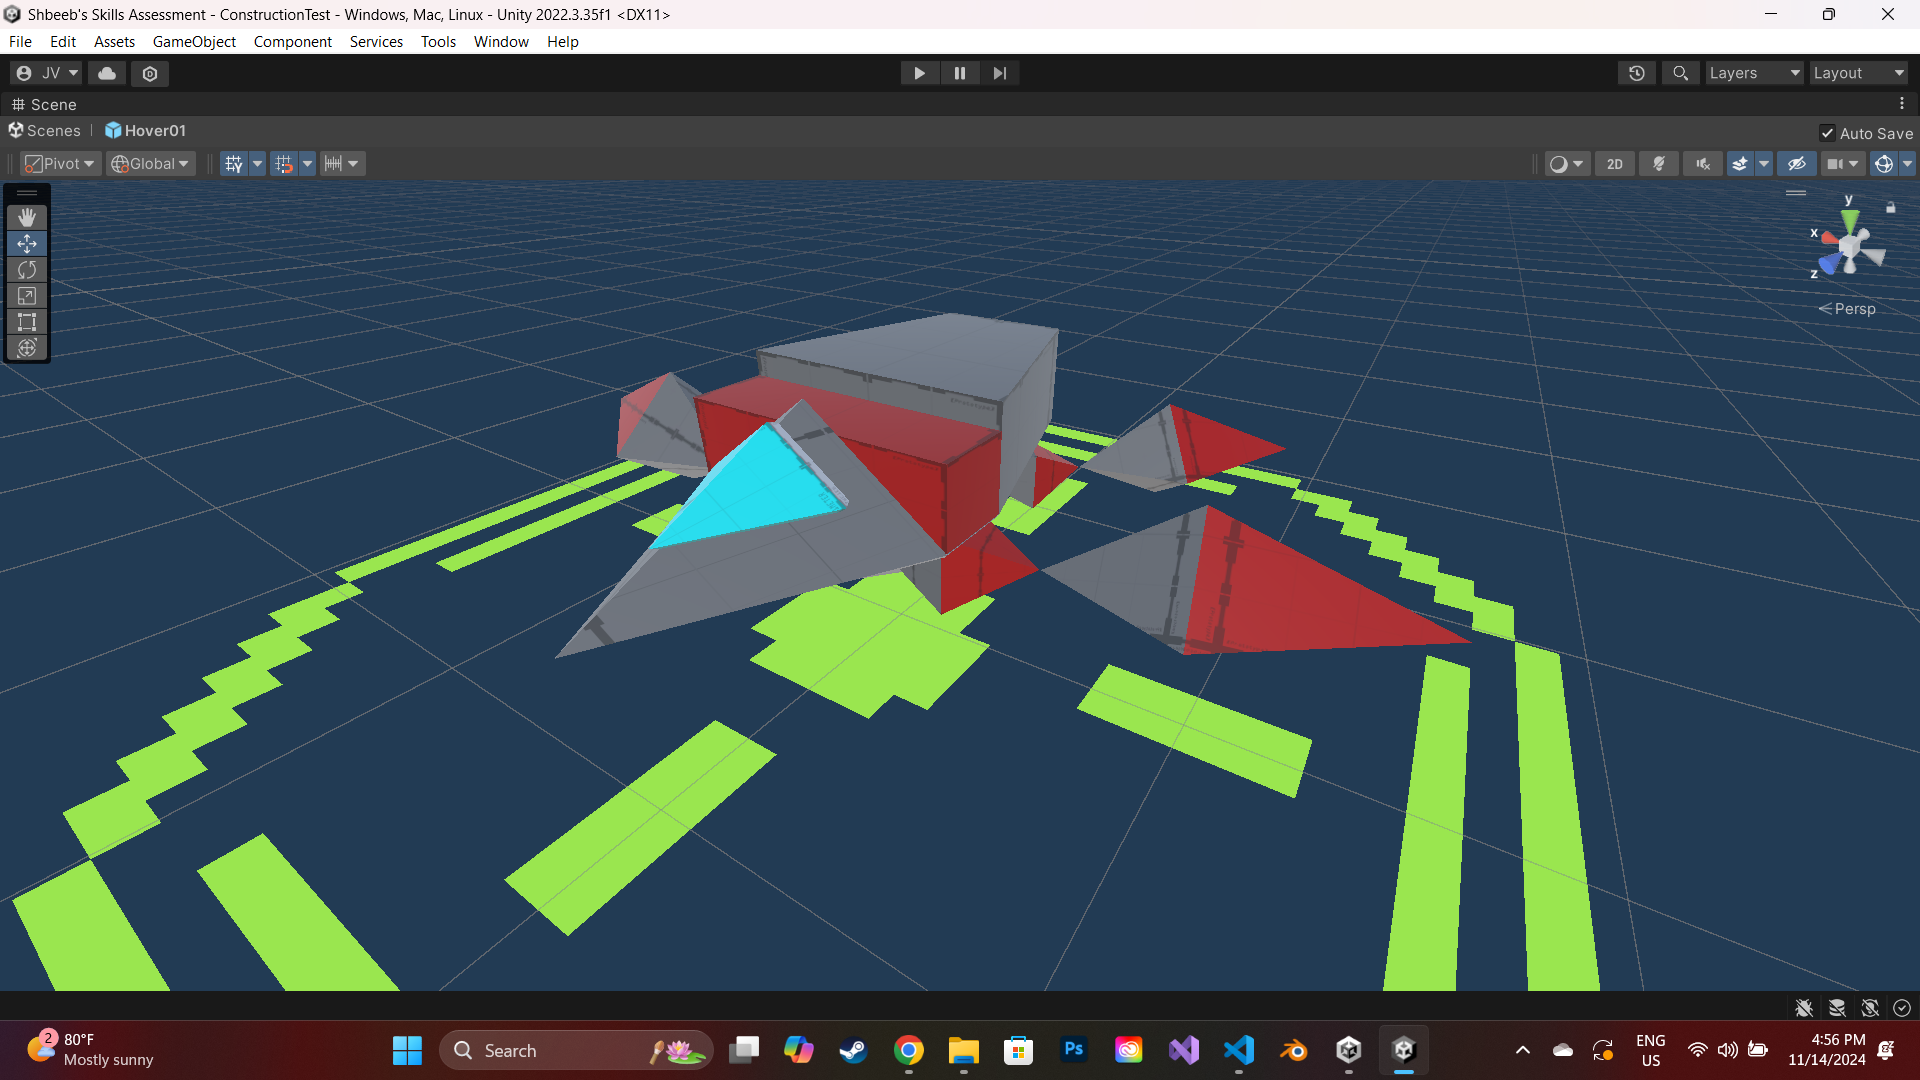 Shbeeb's Skills Assessment - ConstructionTest - Windows, Mac, Linux - Unity 2022.3.35f1 <DX11>
File Edit Assets GameObject Component Services Tools Window Help
JV Layers Layout
Scene
Scenes | Hover01 Auto Save
Pivot Global 2D
y
x
z
< Persp
2
80°F
Mostly sunny
Search
Ps
ENG
US
4:56 PM
11/14/2024